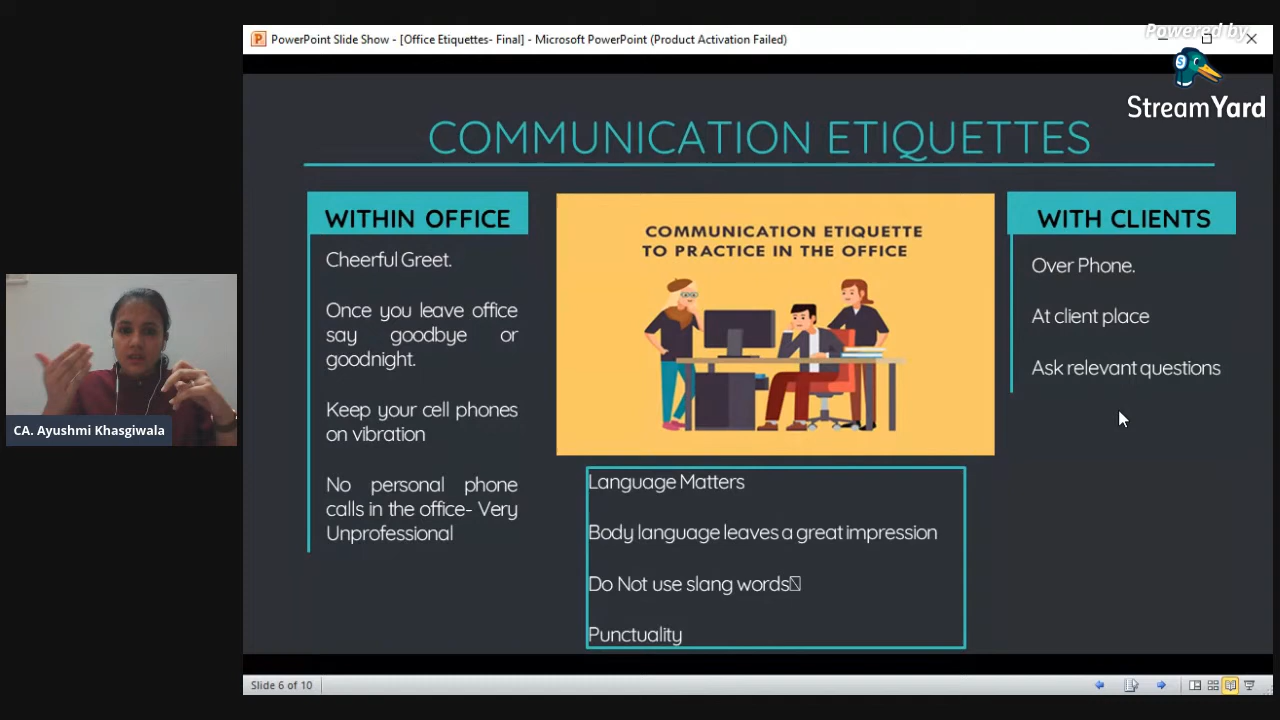 PowerPoint Slide Show - [Office Etiquettes- Final] - Microsoft PowerPoint (Product Activation Failed)
Powered by
StreamYard
COMMUNICATION ETIQUETTES
WITHIN OFFICE
Cheerful Greet.
Once you leave office
say goodbye or
goodnight.
Keep your cell phones
on vibration
No personal phone
calls in the office- Very
Unprofessional
COMMUNICATION ETIQUETTE
TO PRACTICE IN THE OFFICE
Language Matters
Body language leaves a great impression
Do Not use slang words
Punctuality
WITH CLIENTS
Over Phone.
At client place
Ask relevant questions
CA. Ayushmi Khasgiwala
Slide 6 of 10